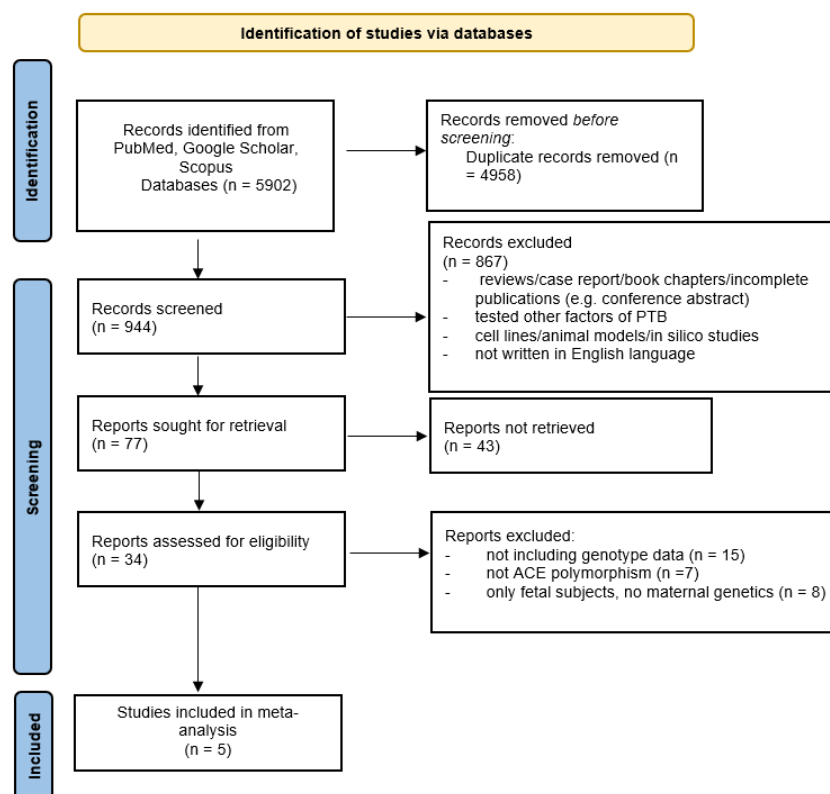 Identification of studies via databases
Identification
Records identified from
PubMed, Google Scholar,
Scopus
Databases (n = 5902)
Records removed before
screening:
Duplicate records removed (n
= 4958)
Screening
Records screened
(n = 944)
Records excluded
(n = 867)
- reviews/case report/book chapters/incomplete
publications (e.g. conference abstract)
- tested other factors of PTB
- cell lines/animal models/in silico studies
- not written in English language
Reports sought for retrieval
(n = 77)
Reports not retrieved
(n = 43)
Reports assessed for eligibility
(n = 34)
Reports excluded:
- not including genotype data (n = 15)
- not ACE polymorphism (n =7)
- only fetal subjects, no maternal genetics (n = 8)
Included
Studies included in meta-
analysis
(n = 5)